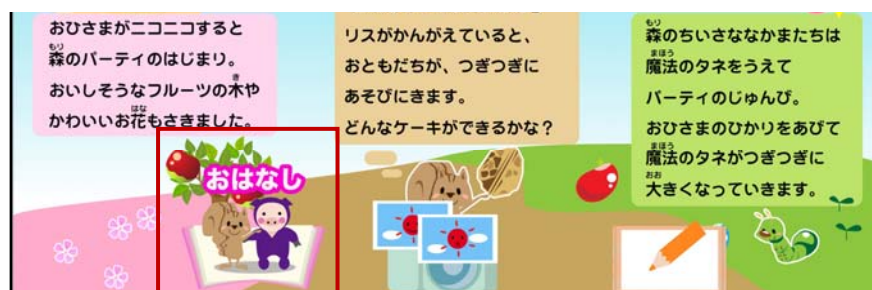 おひさまがニコニコすると
森のパーティのはじまり。
おいしそうなフルーツの木や
かわいいお花もさきました。
リスがかんがえていると、
おともだちが、つぎつぎに
あそびにきます。
どんなケーキができるかな？
森のちいさななかまたちは
魔法のタネをうえて
パーティのじゅんび。
おひさまのひかりをあびて
魔法のタネがつぎつぎに
大きくなっていきます。
おはなし